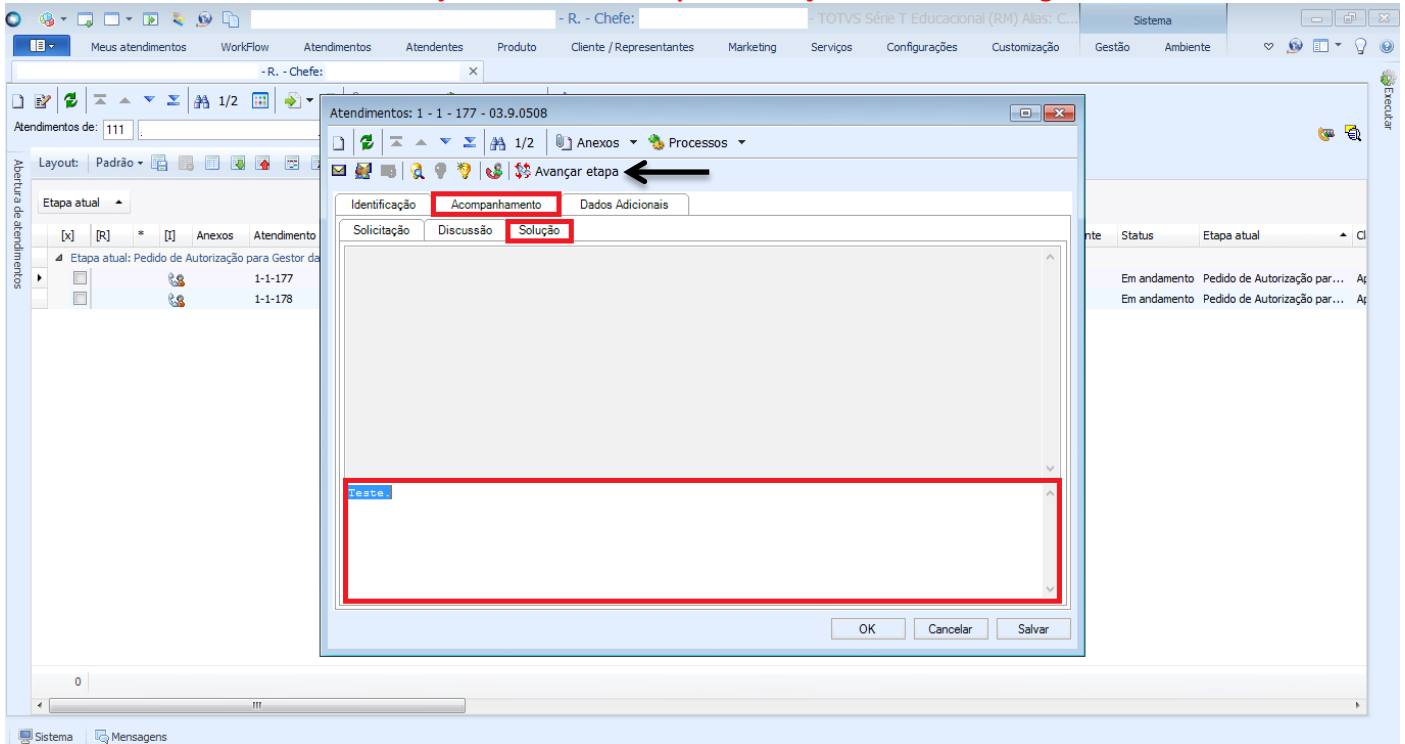 - R. - Chefe: - TOTVS Série T Educacional (RM) Alias: C...
Sistema
Meus atendimentos WorkFlow Atendimentos Atendentes Produto Cliente / Representantes Marketing Serviços Configurações Customização Gestão Ambiente
- R. - Chefe:
1/2
Atendimentos de: 111 .
Layout: Padrão
Abertura de atendimentos
Executar
Etapa atual
[x] [R] * [I] Anexos Atendimento
nte Status Etapa atual Cl
Etapa atual: Pedido de Autorização para Gestor da
1-1-177 Em andamento Pedido de Autorização par... Ap
1-1-178 Em andamento Pedido de Autorização par... Ap
Atendimentos: 1 - 1 - 177 - 03.9.0508
1/2 Anexos Processos
Avançar etapa
Identificação Acompanhamento Dados Adicionais
Solicitação Discussão Solução
Teste.
OK Cancelar Salvar
0
Sistema Mensagens